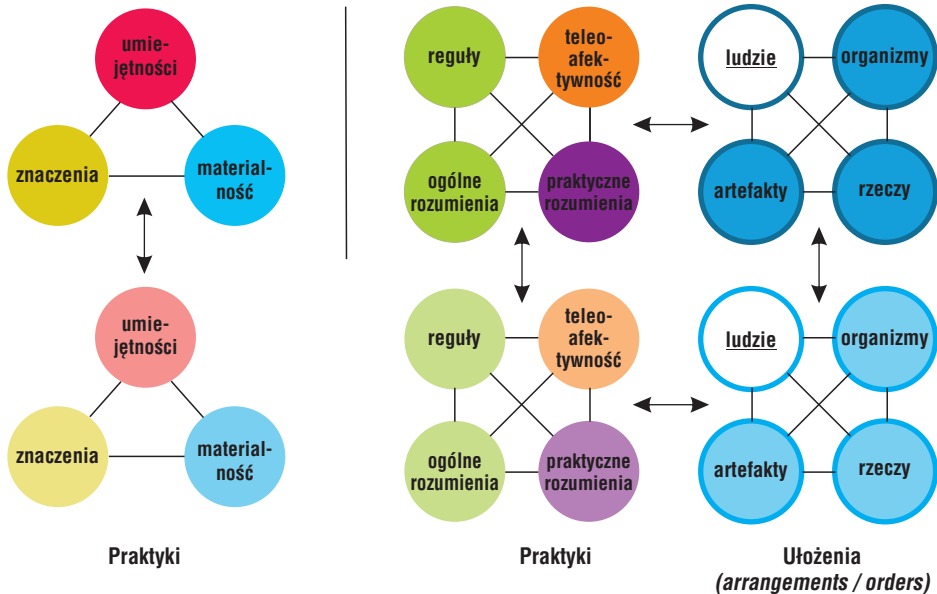 umie-
jętności
znaczenia
material-
ność
umie-
jętności
znaczenia
material-
ność
Praktyki
reguły
teleo-
afek-
tywność
ogólne
rozumienia
praktyczne
rozumienia
ludzie
organizmy
artefakty
rzeczy
reguły
teleo-
afek-
tywność
ogólne
rozumienia
praktyczne
rozumienia
ludzie
organizmy
artefakty
rzeczy
Praktyki
Ułożenia
(arrangements / orders)